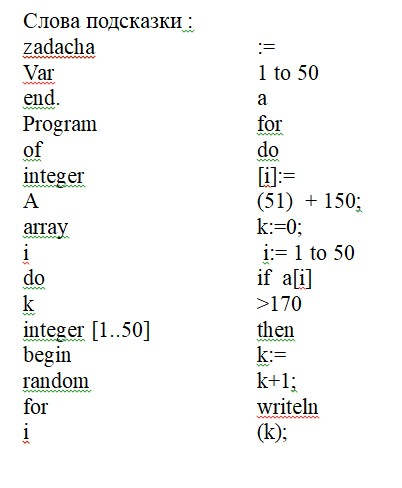 Слова подсказки :
zadacha :=
Var 1 to 50
end. a
Program for
of do
integer [i]:=
A (51) + 150;
array k:=0;
i i:= 1 to 50
do if a[i]
k >170
integer [1..50] then
begin k:=
random k+1;
for writeln
i (k);